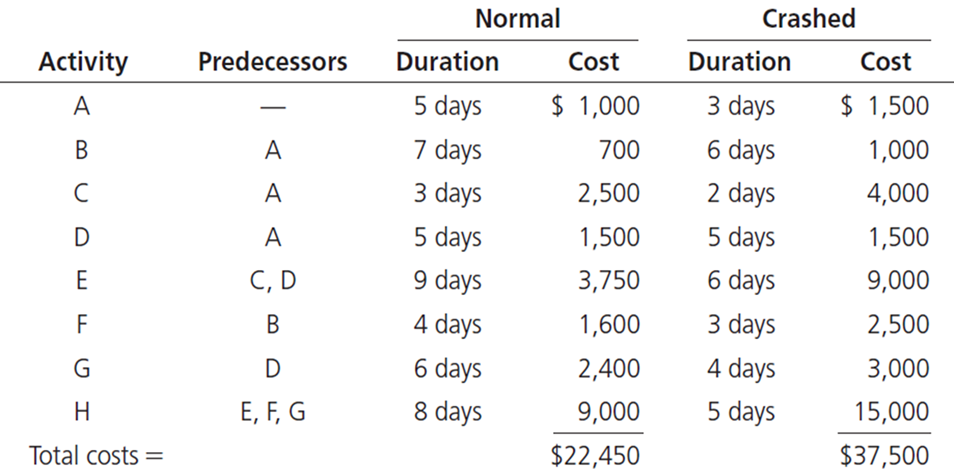 Normal Crashed
Activity Predecessors Duration Cost Duration Cost
A — 5 days $ 1,000 3 days $ 1,500
B A 7 days 700 6 days 1,000
C A 3 days 2,500 2 days 4,000
D A 5 days 1,500 5 days 1,500
E C, D 9 days 3,750 6 days 9,000
F B 4 days 1,600 3 days 2,500
G D 6 days 2,400 4 days 3,000
H E, F, G 8 days 9,000 5 days 15,000
Total costs = $22,450 $37,500